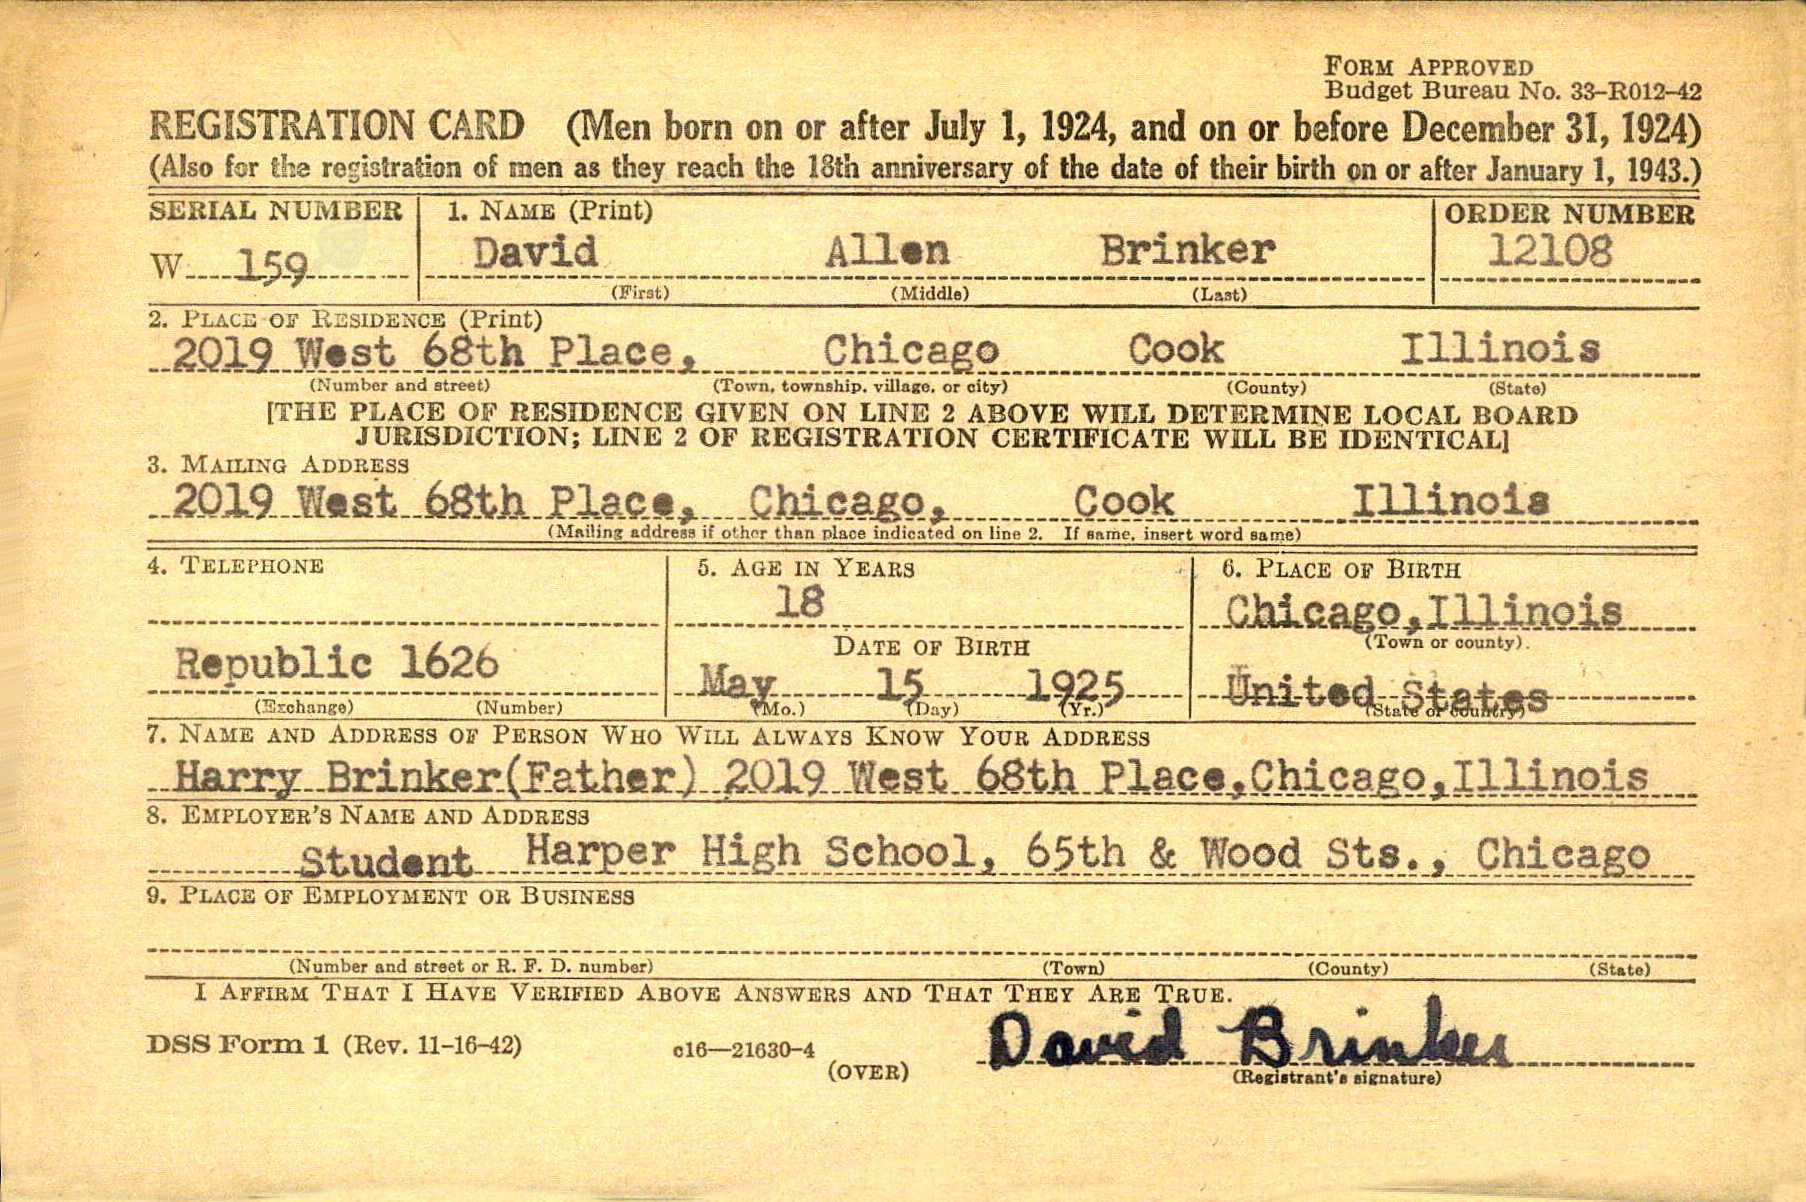 FORM APPROVED
Budget Bureau No. 33-R012-42
REGISTRATION CARD (Men born on or after July 1, 1924, and on or before December 31, 1924)
(Also for the registration of men as they reach the 18th anniversary of the date of their birth on or after January 1, 1943.)
SERIAL NUMBER 1. NAME (Print) ORDER NUMBER
W 159 David Allen Brinker 12108
(First) (Middle) (Last)
2. PLACE OF RESIDENCE (Print)
2019 West 68th Place, Chicago Cook Illinois
(Number and street) (Town, township, village, or city) (County) (State)
[THE PLACE OF RESIDENCE GIVEN ON LINE 2 ABOVE WILL DETERMINE LOCAL BOARD
JURISDICTION; LINE 2 OF REGISTRATION CERTIFICATE WILL BE IDENTICAL]
3. MAILING ADDRESS
2019 West 68th Place, Chicago, Cook Illinois
(Mailing address if other than place indicated on line 2. If same, insert word same)
4. TELEPHONE 5. AGE IN YEARS 6. PLACE OF BIRTH
18 Chicago,Illinois
DATE OF BIRTH (Town or county)
Republic 1626 May 15 1925 United States
(Exchange) (Number) (Mo.) (Day) (Yr.) (State or country)
7. NAME AND ADDRESS OF PERSON WHO WILL ALWAYS KNOW YOUR ADDRESS
Harry Brinker(Father) 2019 West 68th Place,Chicago,Illinois
8. EMPLOYER'S NAME AND ADDRESS
Student Harper High School, 65th & Wood Sts., Chicago
9. PLACE OF EMPLOYMENT OR BUSINESS
(Number and street or R. F. D. number) (Town) (County) (State)
I AFFIRM THAT I HAVE VERIFIED ABOVE ANSWERS AND THAT THEY ARE TRUE.
DSS Form 1 (Rev. 11-16-42) c16—21630-4 David Brinker
(OVER) (Registrant's signature)